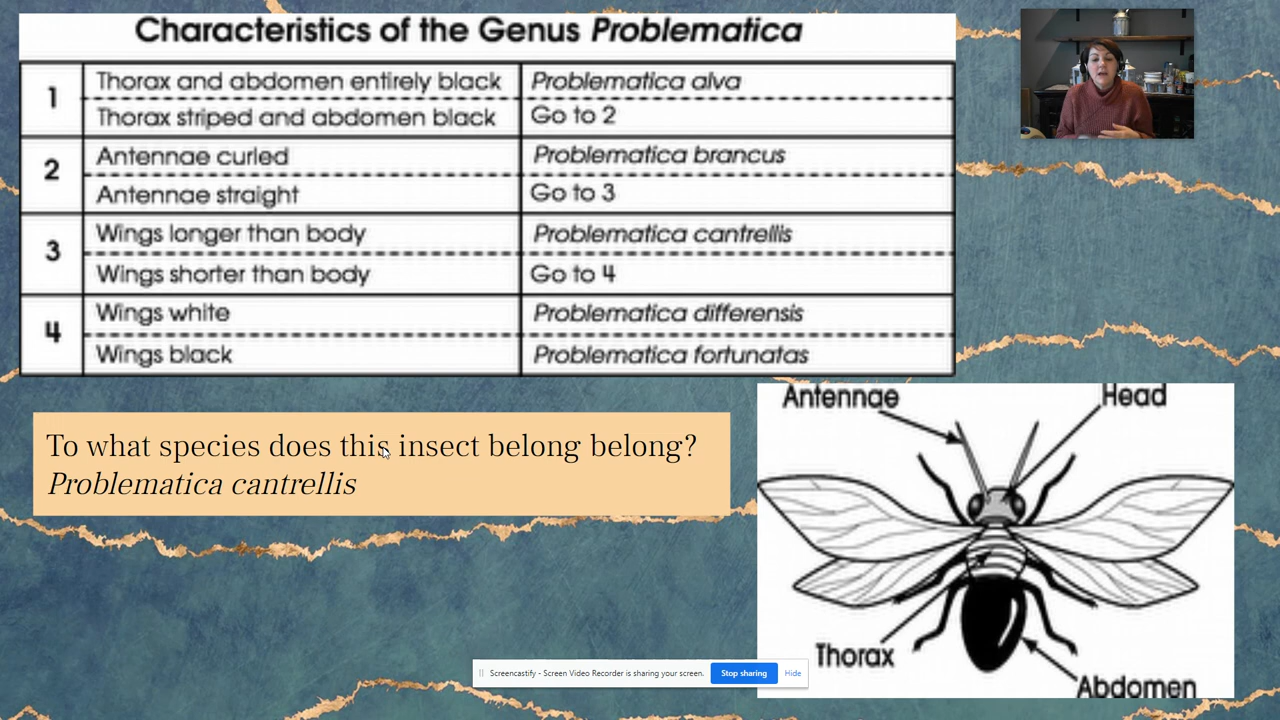 Characteristics of the Genus Problematica
1
Thorax and abdomen entirely black
Problematica alva
Thorax striped and abdomen black
Go to 2
2
Antennae curled
Problematica brancus
Antennae straight
Go to 3
3
Wings longer than body
Problematica cantrellis
Wings shorter than body
Go to 4
4
Wings white
Problematica differensis
Wings black
Problematica fortunatas
To what species does this insect belong belong?
Problematica cantrellis
Antennae
Head
Thorax
Abdomen
Screencastify - Screen Video Recorder is sharing your screen.
Stop sharing
Hide